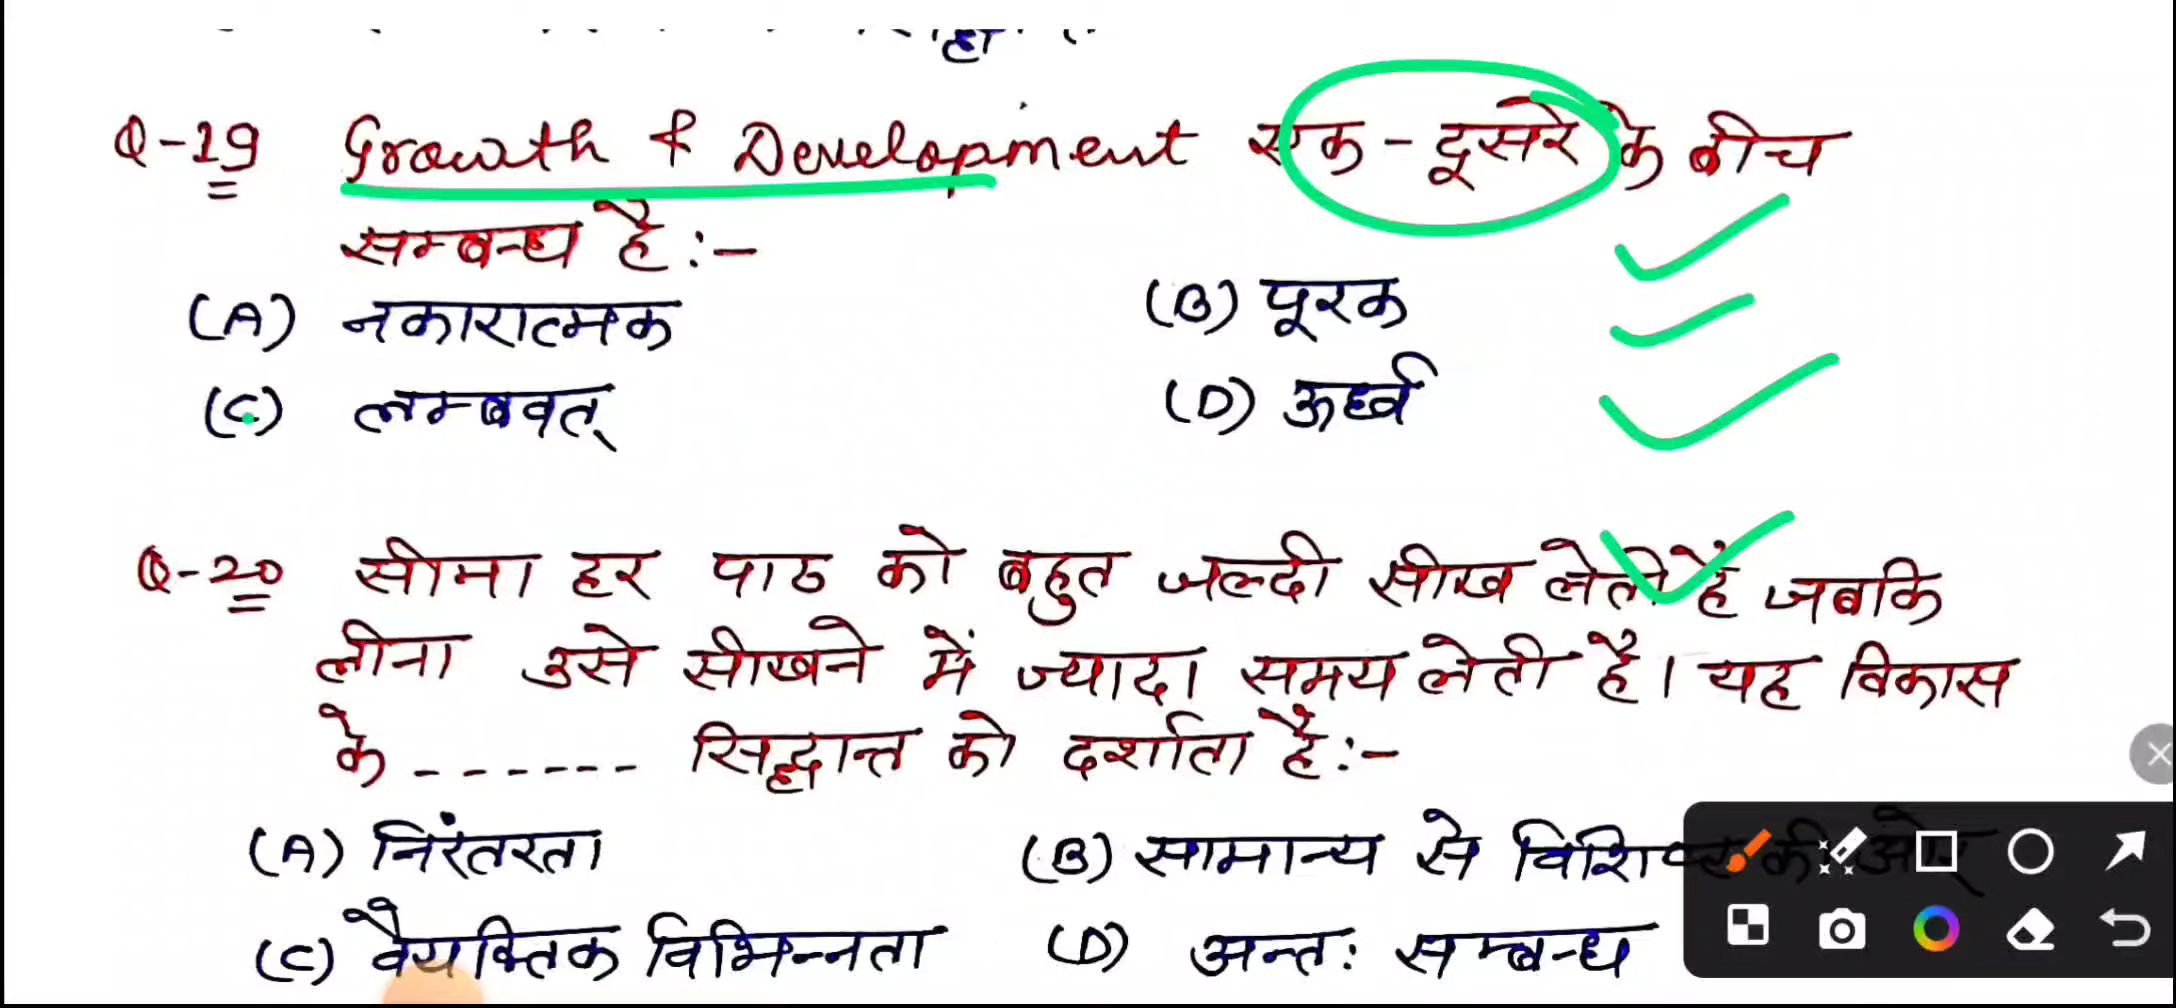 Q-19 Growth & Development एक-दूसरे के बीच
सम्बन्ध है:-
(A) नकारात्मक (B) पूरक
(C) लम्बवत् (D) ऊर्ध्व
Q-20 सीमा हर पाठ को बहुत जल्दी सीख लेती है जबकि
लीना उसे सीखने में ज्यादा समय लेती है। यह विकास
के ------- सिद्धान्त को दर्शाता है:-
(A) निरंतरता (B) सामान्य से विशिष्ट की ओर
(C) वैयक्तिक विभिन्नता (D) अन्तः सम्बन्ध